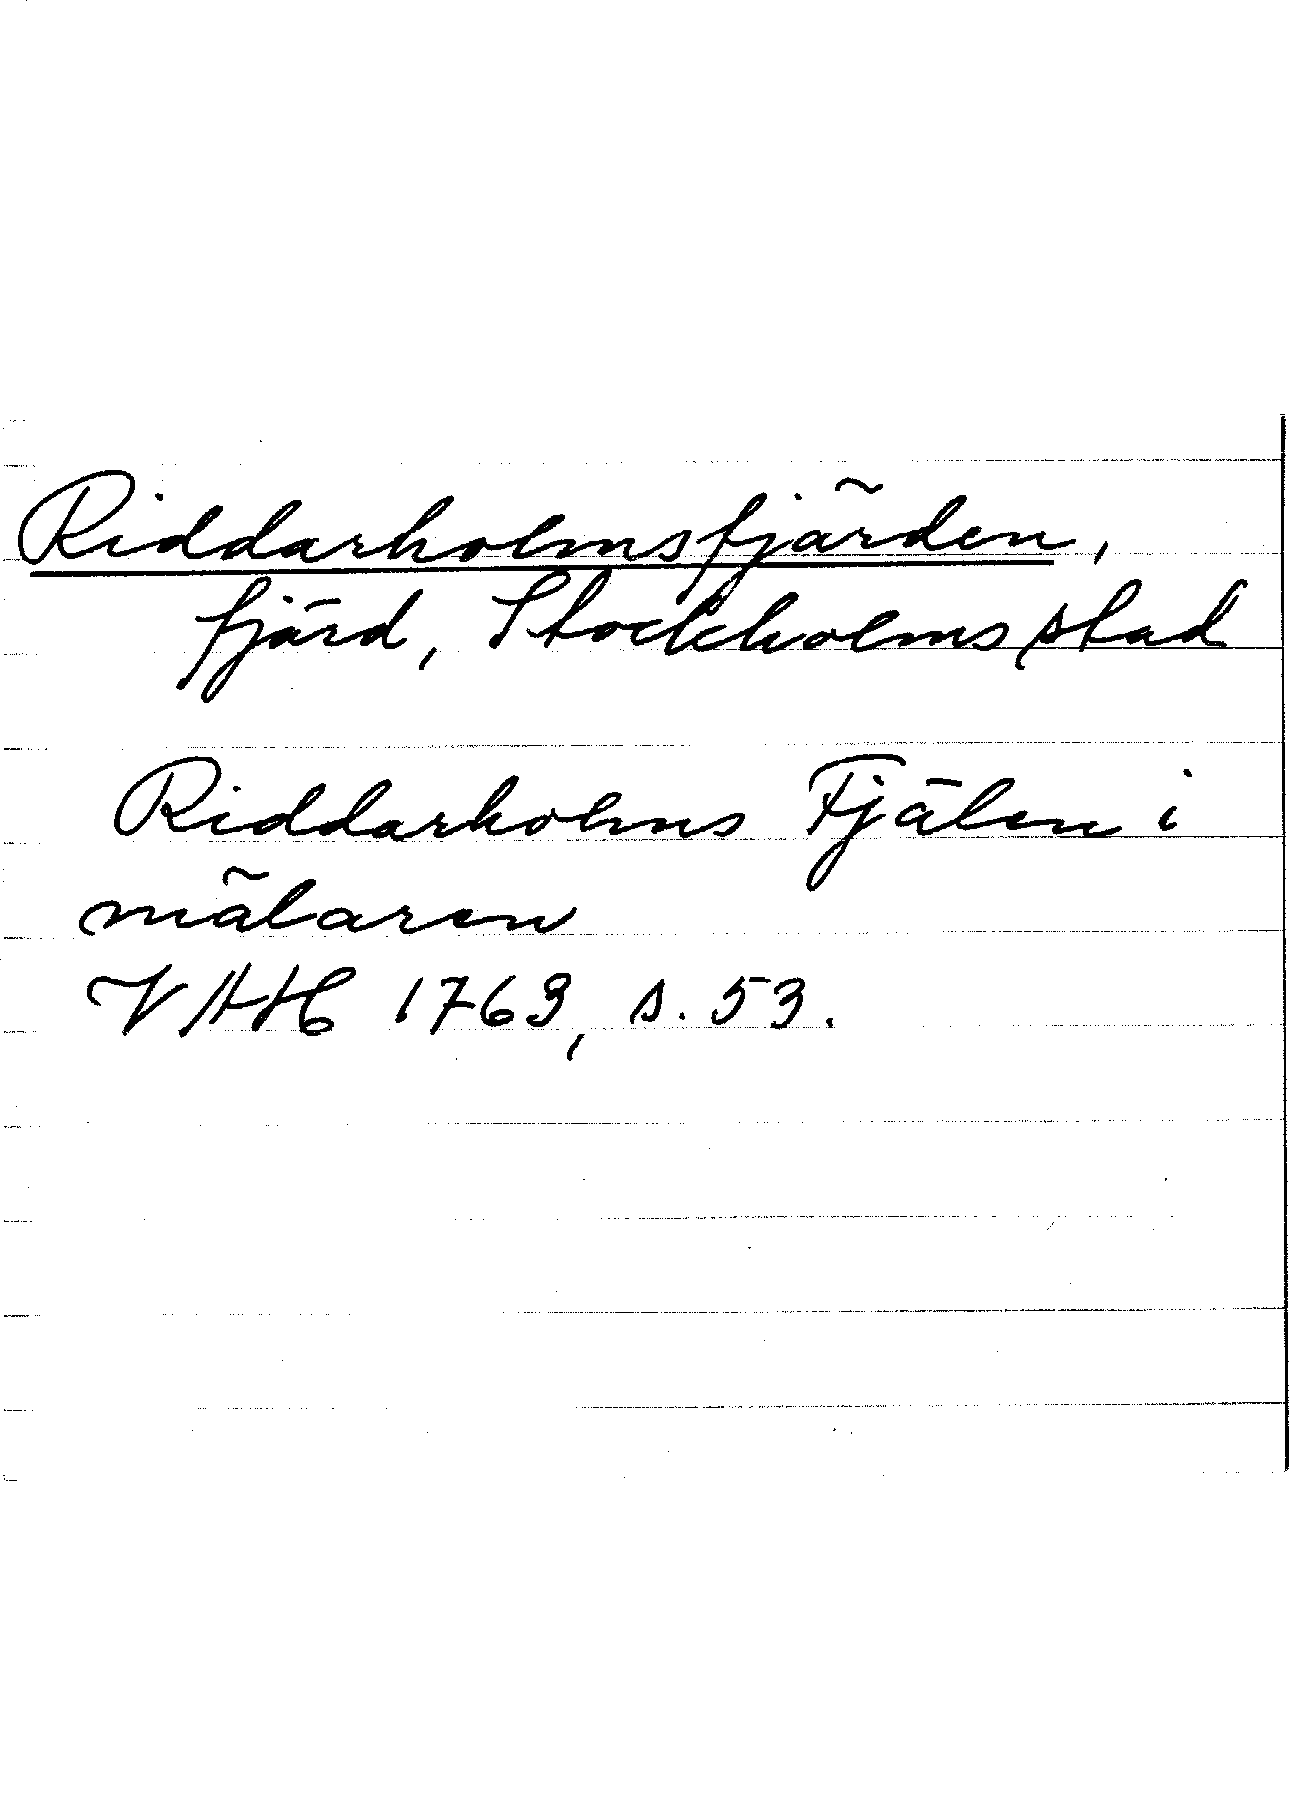 Riddarholmsfjärden,
fjärd, Stockholms stad
Riddarholms Fjälen i
mälaren
VAH 1763, s. 53.